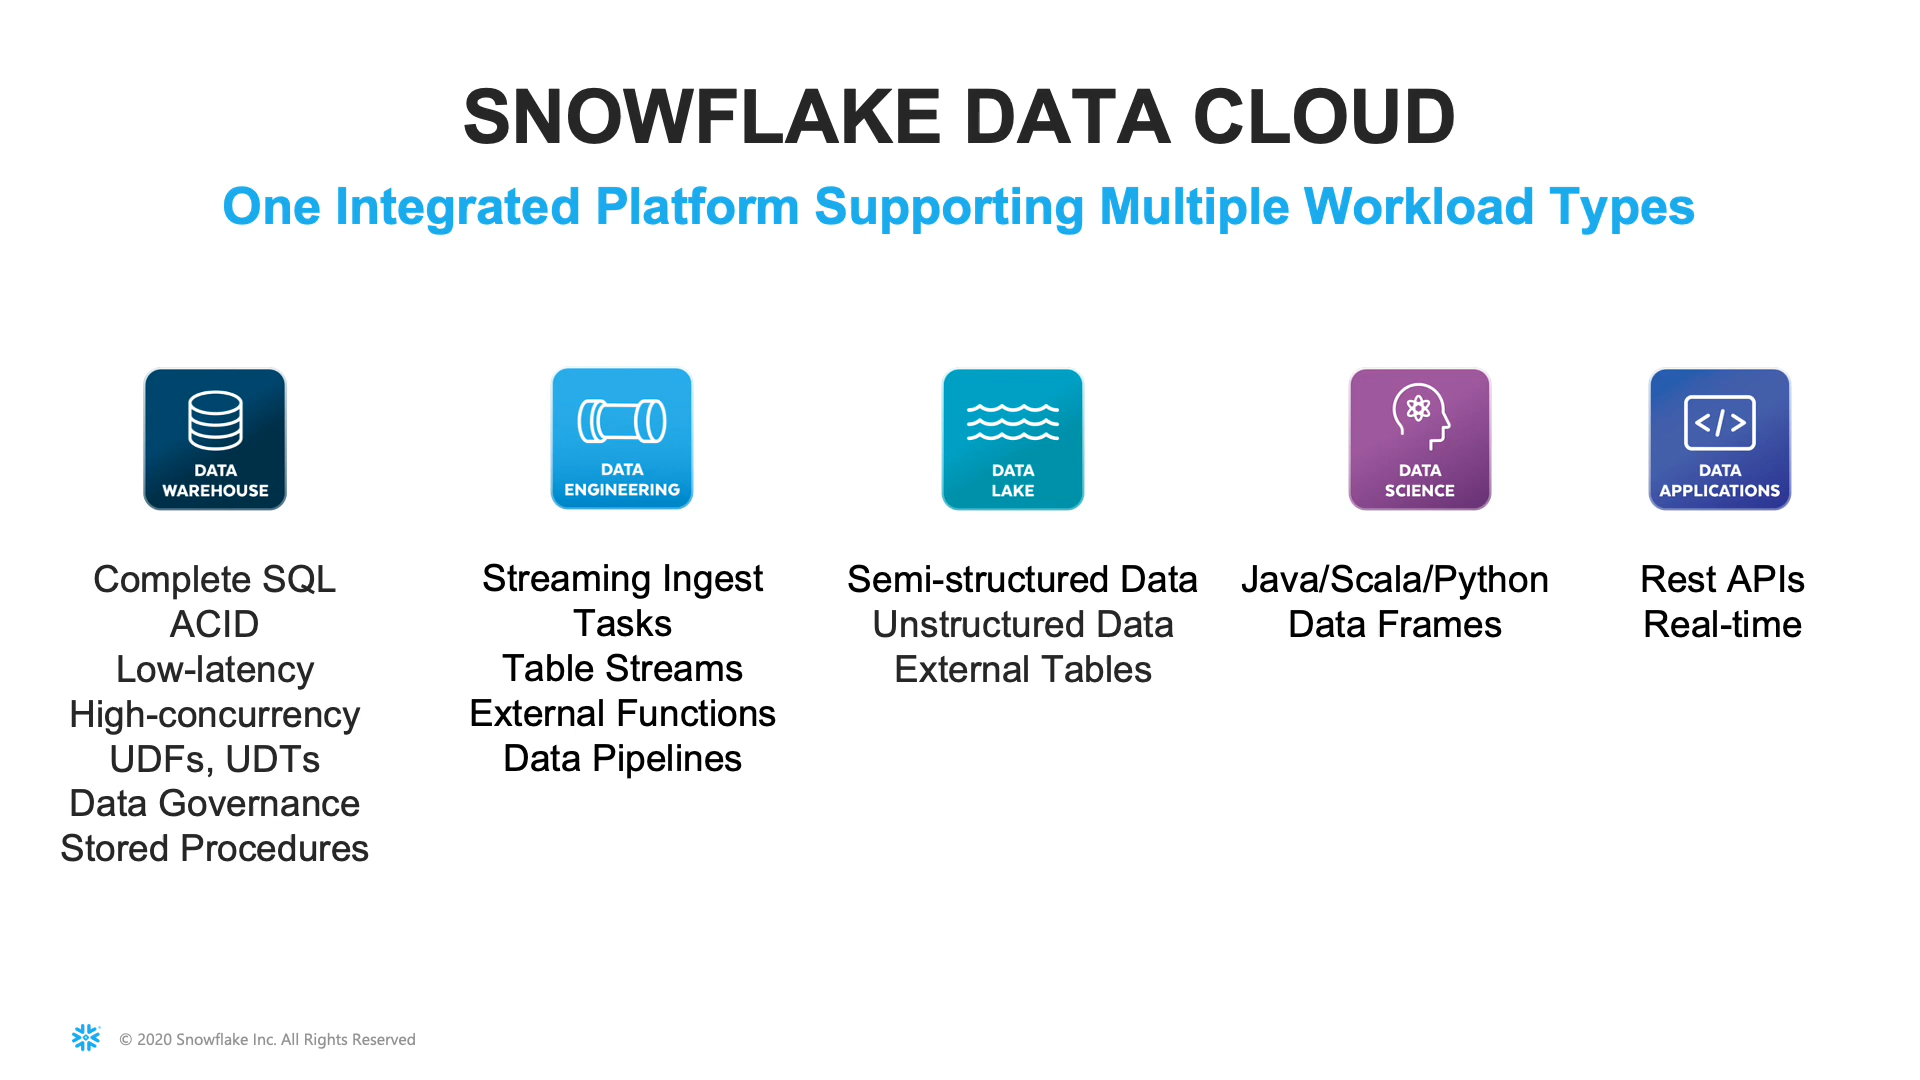 SNOWFLAKE DATA CLOUD
One Integrated Platform Supporting Multiple Workload Types
DATA
WAREHOUSE
Complete SQL
ACID
Low-latency
High-concurrency
UDFs, UDTs
Data Governance
Stored Procedures
DATA
ENGINEERING
Streaming Ingest
Tasks
Table Streams
External Functions
Data Pipelines
DATA
LAKE
Semi-structured Data
Unstructured Data
External Tables
DATA
SCIENCE
Java/Scala/Python
Data Frames
</>
DATA
APPLICATIONS
Rest APIs
Real-time
© 2020 Snowflake Inc. All Rights Reserved